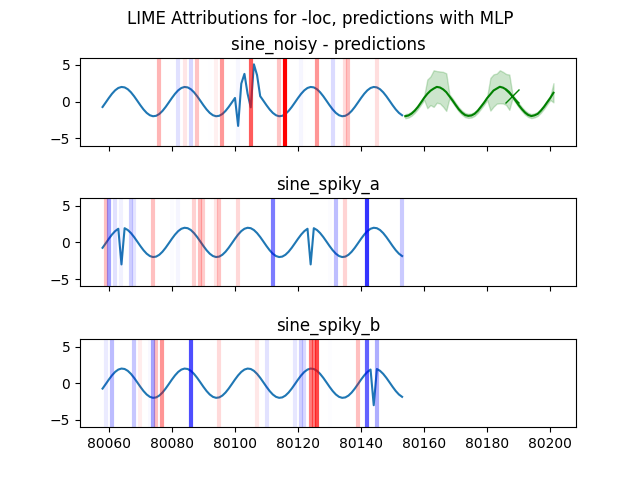 LIME Attributions for -loc, predictions with MLP
sine_noisy - predictions
5
0
−5
sine_spiky_a
5
0
−5
sine_spiky_b
5
0
−5
80060 80080 80100 80120 80140 80160 80180 80200